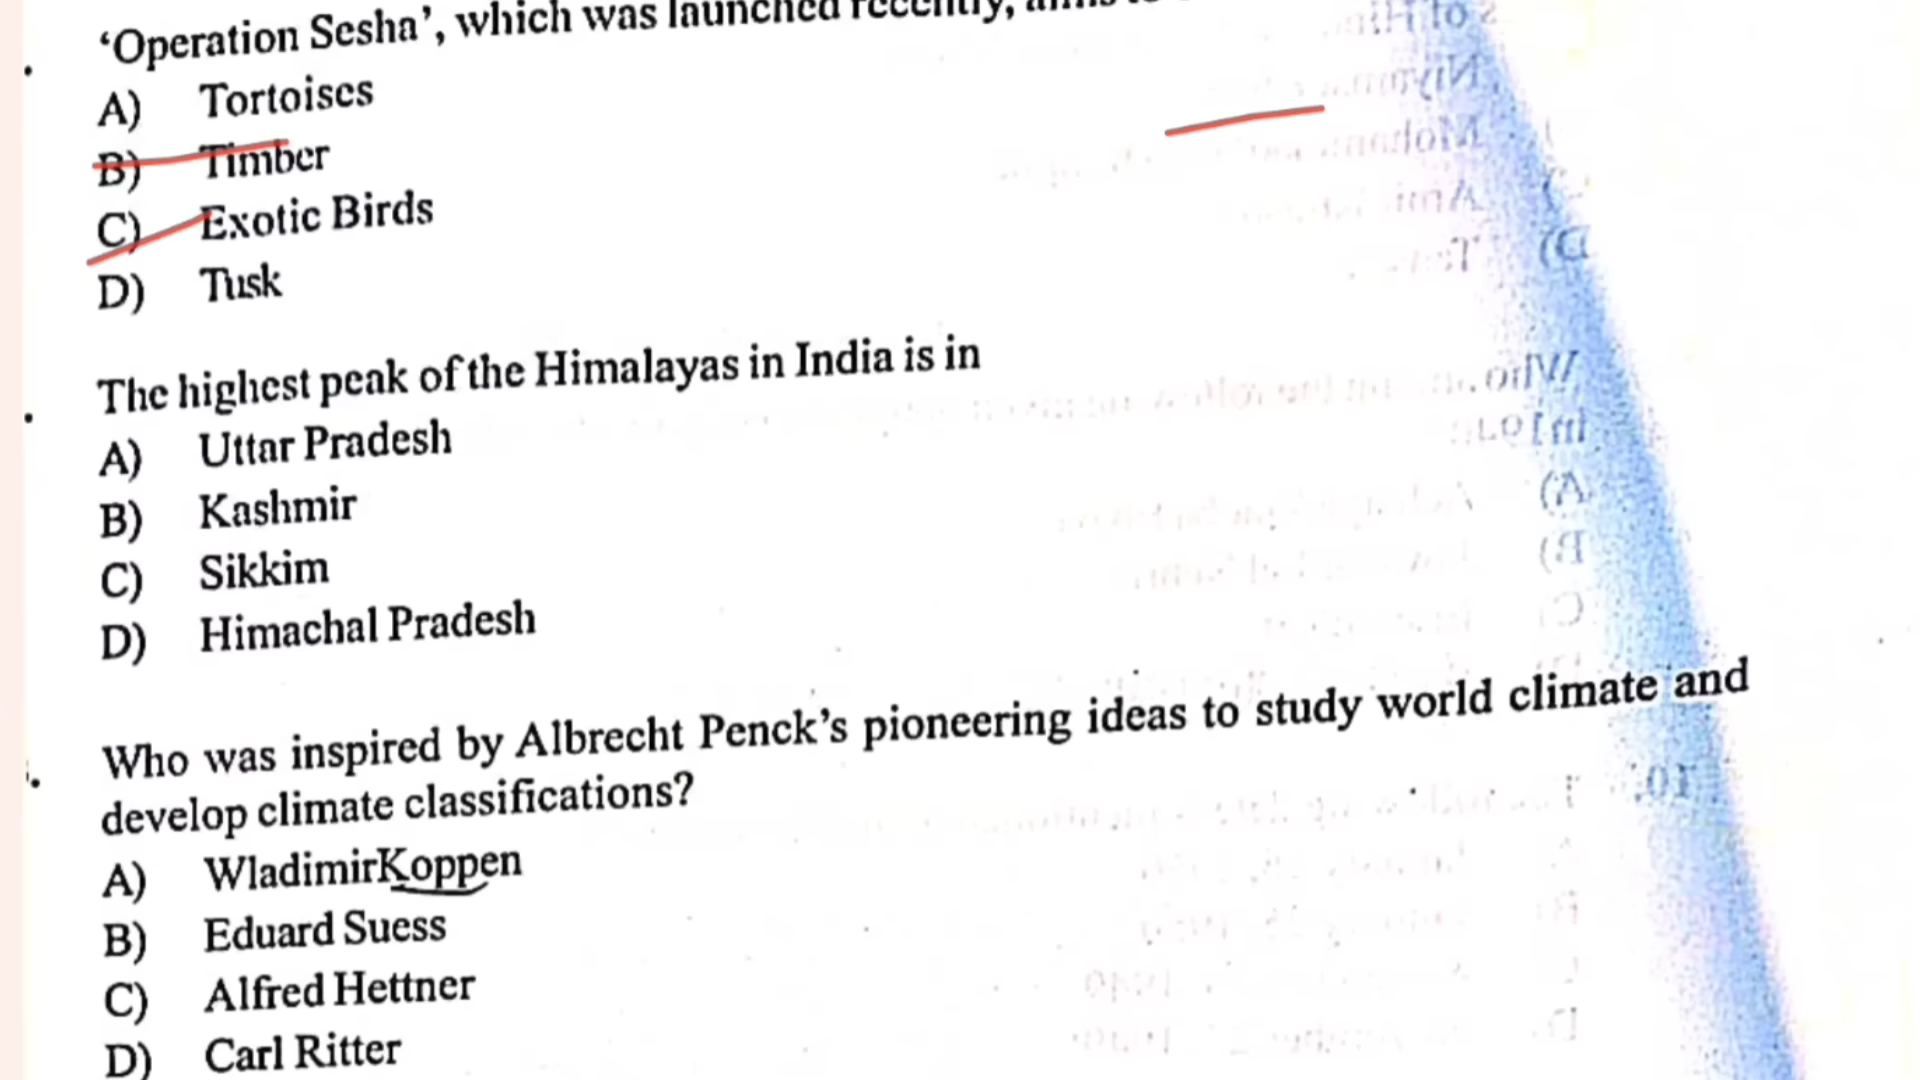 ‘Operation Sesha’, which was launched recently, aims to
A) Tortoises
B) Timber
C) Exotic Birds
D) Tusk
The highest peak of the Himalayas in India is in
A) Uttar Pradesh
B) Kashmir
C) Sikkim
D) Himachal Pradesh
Who was inspired by Albrecht Penck’s pioneering ideas to study world climate and
develop climate classifications?
A) WladimirKoppen
B) Eduard Suess
C) Alfred Hettner
D) Carl Ritter